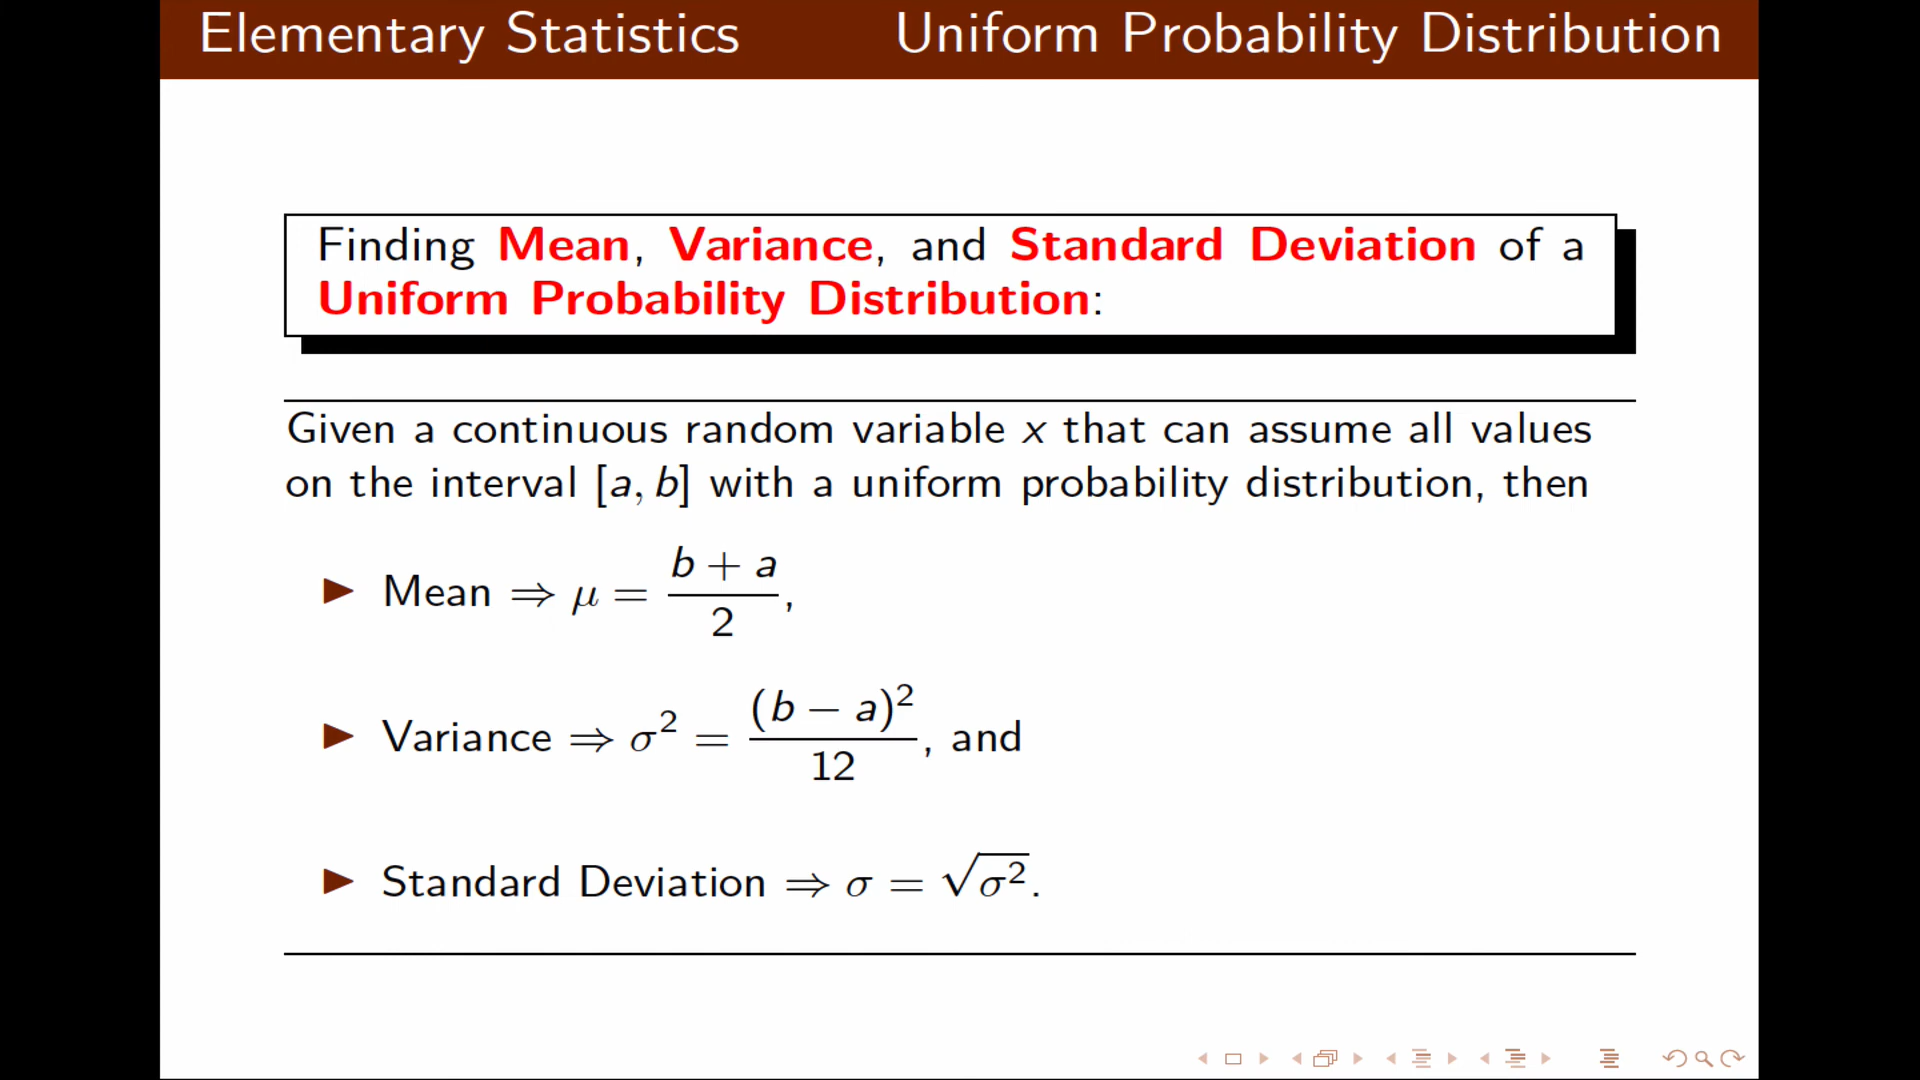 Elementary Statistics Uniform Probability Distribution
Finding Mean, Variance, and Standard Deviation of a
Uniform Probability Distribution:
Given a continuous random variable x that can assume all values
on the interval [a, b] with a uniform probability distribution, then
▶ Mean ⇒ μ = \frac{b + a}{2},
▶ Variance ⇒ σ² = \frac{(b − a)²}{12}, and
▶ Standard Deviation ⇒ σ = √σ².